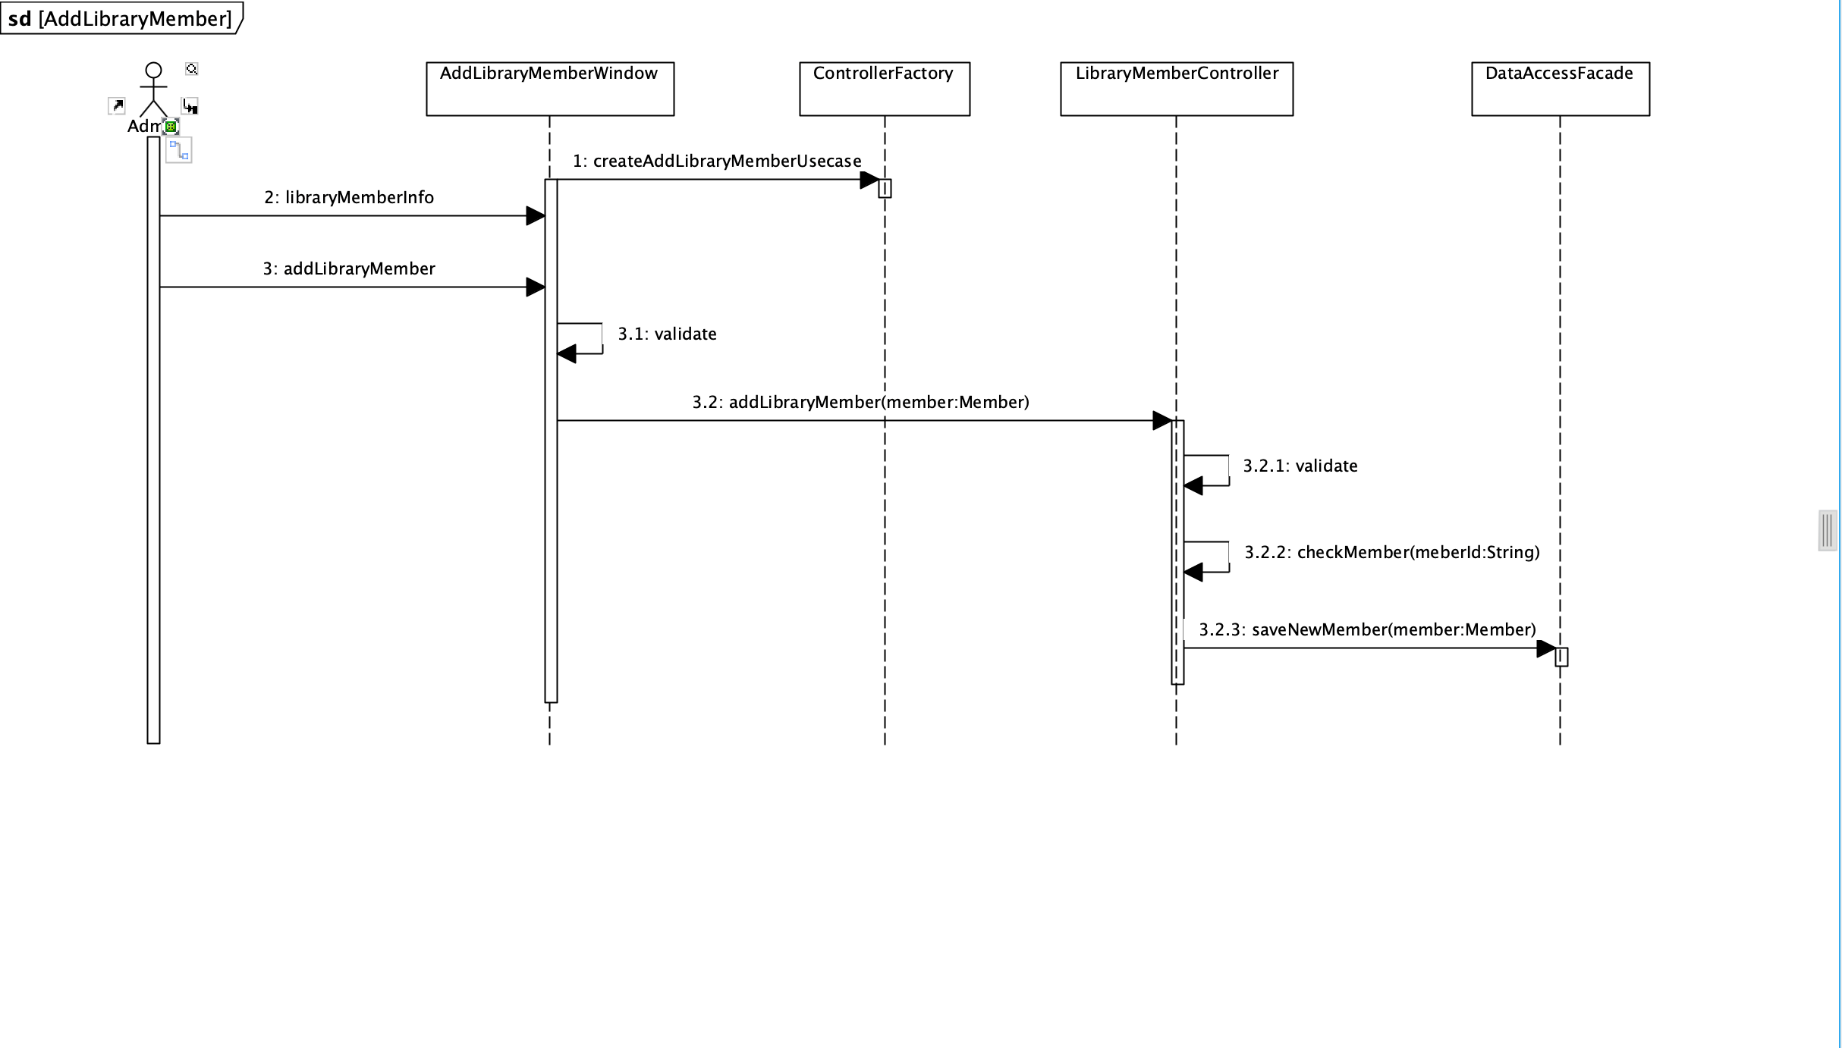 sd [AddLibraryMember]
AddLibraryMemberWindow
ControllerFactory
LibraryMemberController
DataAccessFacade
Adm
1: createAddLibraryMemberUsecase
2: libraryMemberInfo
3: addLibraryMember
3.1: validate
3.2: addLibraryMember(member:Member)
3.2.1: validate
3.2.2: checkMember(meberId:String)
3.2.3: saveNewMember(member:Member)